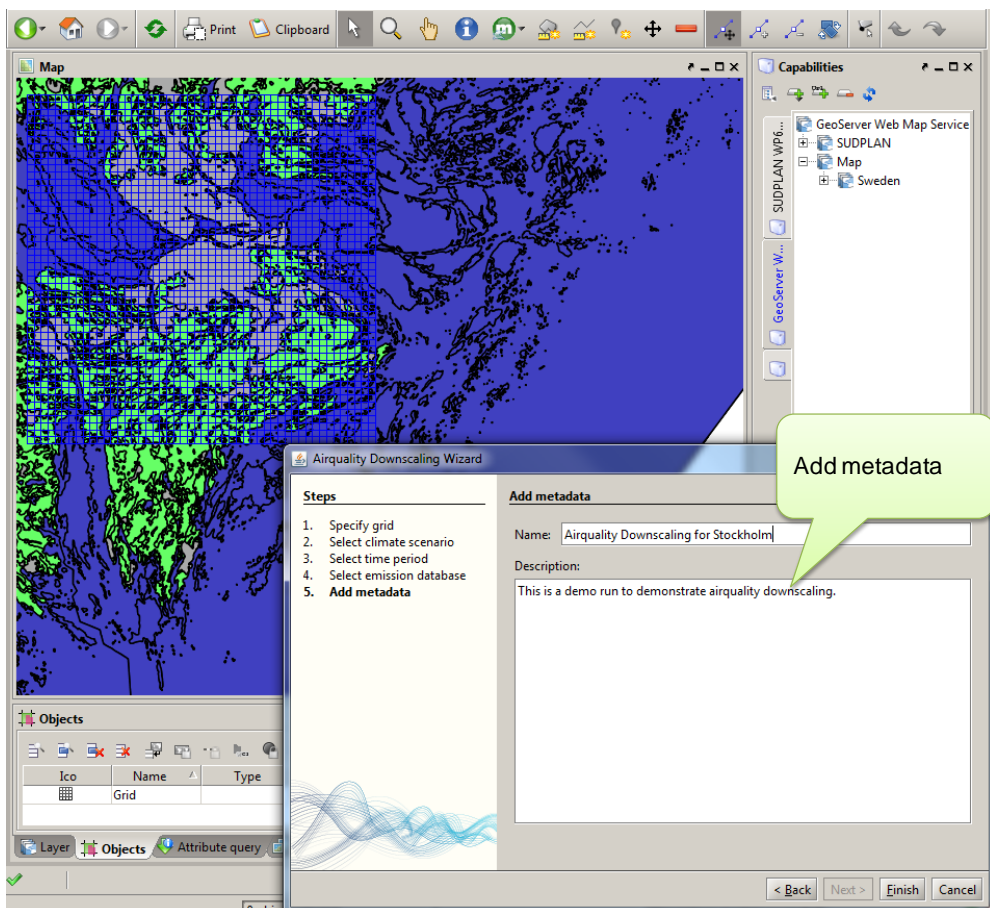 Print
Clipboard
Map
Capabilities
SUDPLAN WP6...
GeoServer W...
GeoServer Web Map Service
SUDPLAN
Map
Sweden
Add metadata
Airquality Downscaling Wizard
Steps
1. Specify grid
2. Select climate scenario
3. Select time period
4. Select emission database
5. Add metadata
Add metadata
Name: Airquality Downscaling for Stockholm
Description:
This is a demo run to demonstrate airquality downscaling.
Objects
Ico Name Type
Grid
Layer Objects Attribute query
< Back Next > Finish Cancel